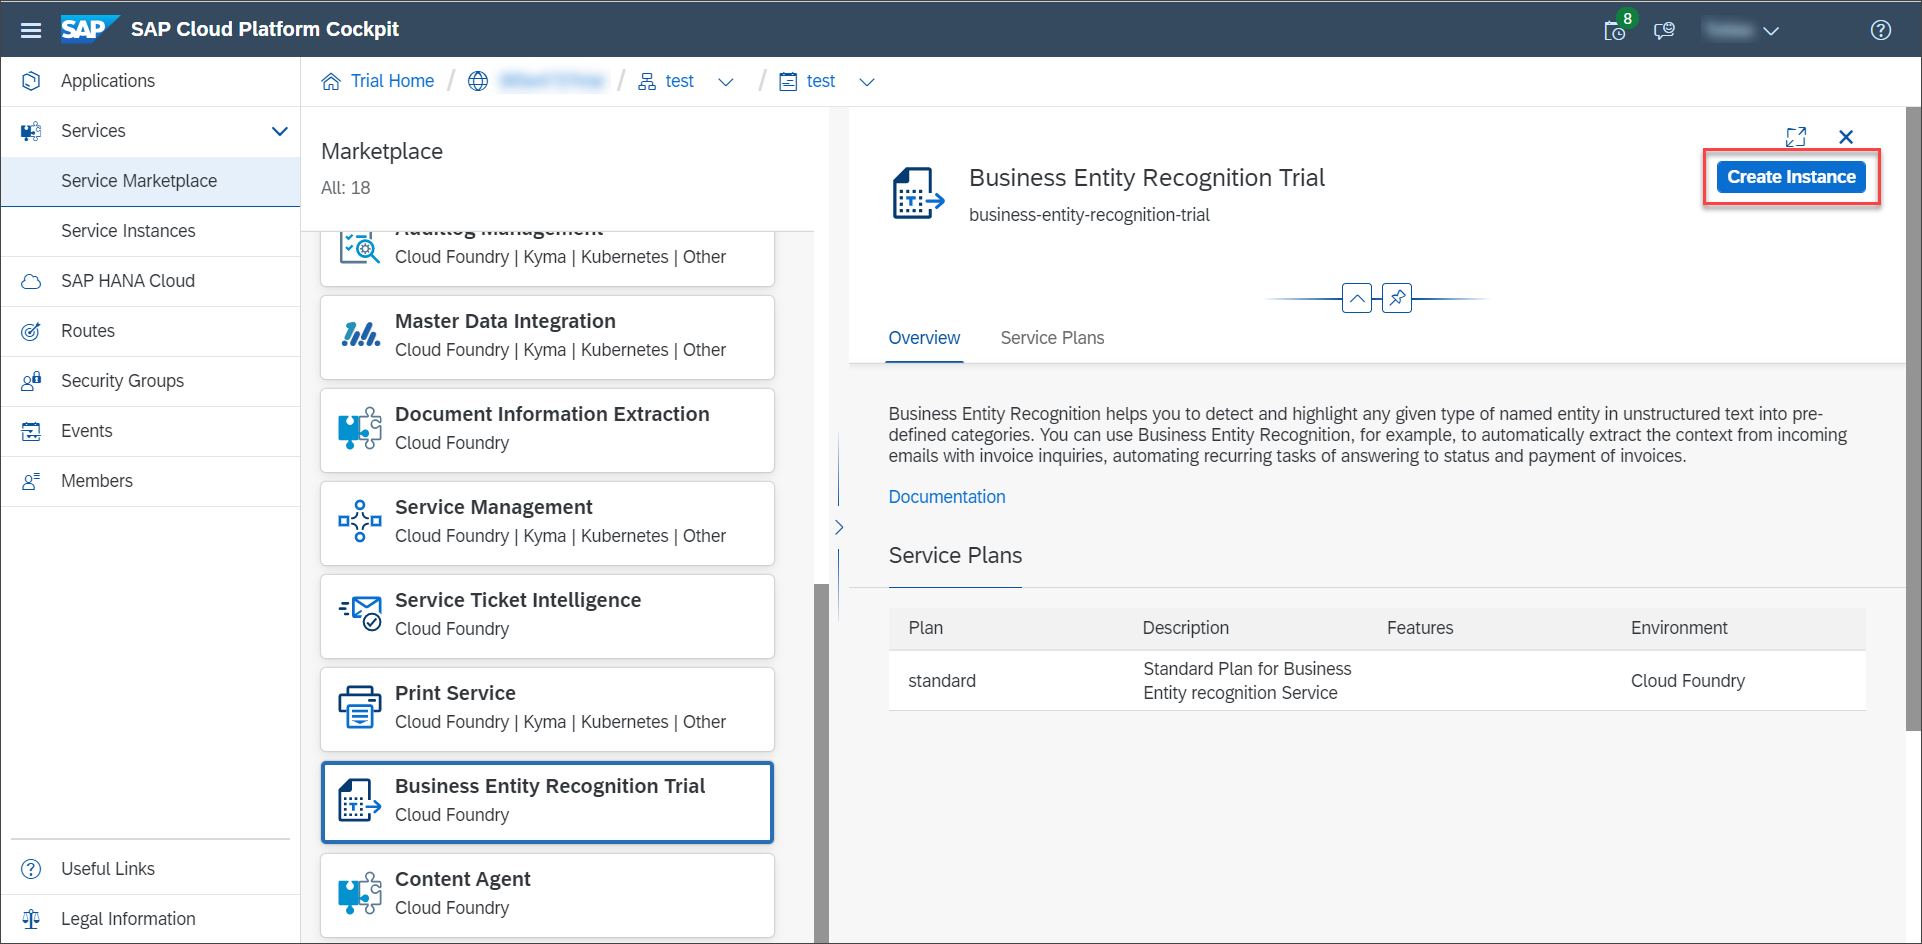 SAP SAP Cloud Platform Cockpit
8
Applications
Services
Service Marketplace
Service Instances
SAP HANA Cloud
Routes
Security Groups
Events
Members
Useful Links
Legal Information
Trial Home / / test / test
Marketplace
All: 18
Auditlog Management
Cloud Foundry | Kyma | Kubernetes | Other
Master Data Integration
Cloud Foundry | Kyma | Kubernetes | Other
Document Information Extraction
Cloud Foundry
Service Management
Cloud Foundry | Kyma | Kubernetes | Other
Service Ticket Intelligence
Cloud Foundry
Print Service
Cloud Foundry | Kyma | Kubernetes | Other
T
Business Entity Recognition Trial
Cloud Foundry
Content Agent
Cloud Foundry
T
Business Entity Recognition Trial
business-entity-recognition-trial
Create Instance
Overview Service Plans
Business Entity Recognition helps you to detect and highlight any given type of named entity in unstructured text into pre-
defined categories. You can use Business Entity Recognition, for example, to automatically extract the context from incoming
emails with invoice inquiries, automating recurring tasks of answering to status and payment of invoices.
Documentation
Service Plans
Plan Description Features Environment
standard Standard Plan for Business Cloud Foundry
Entity recognition Service